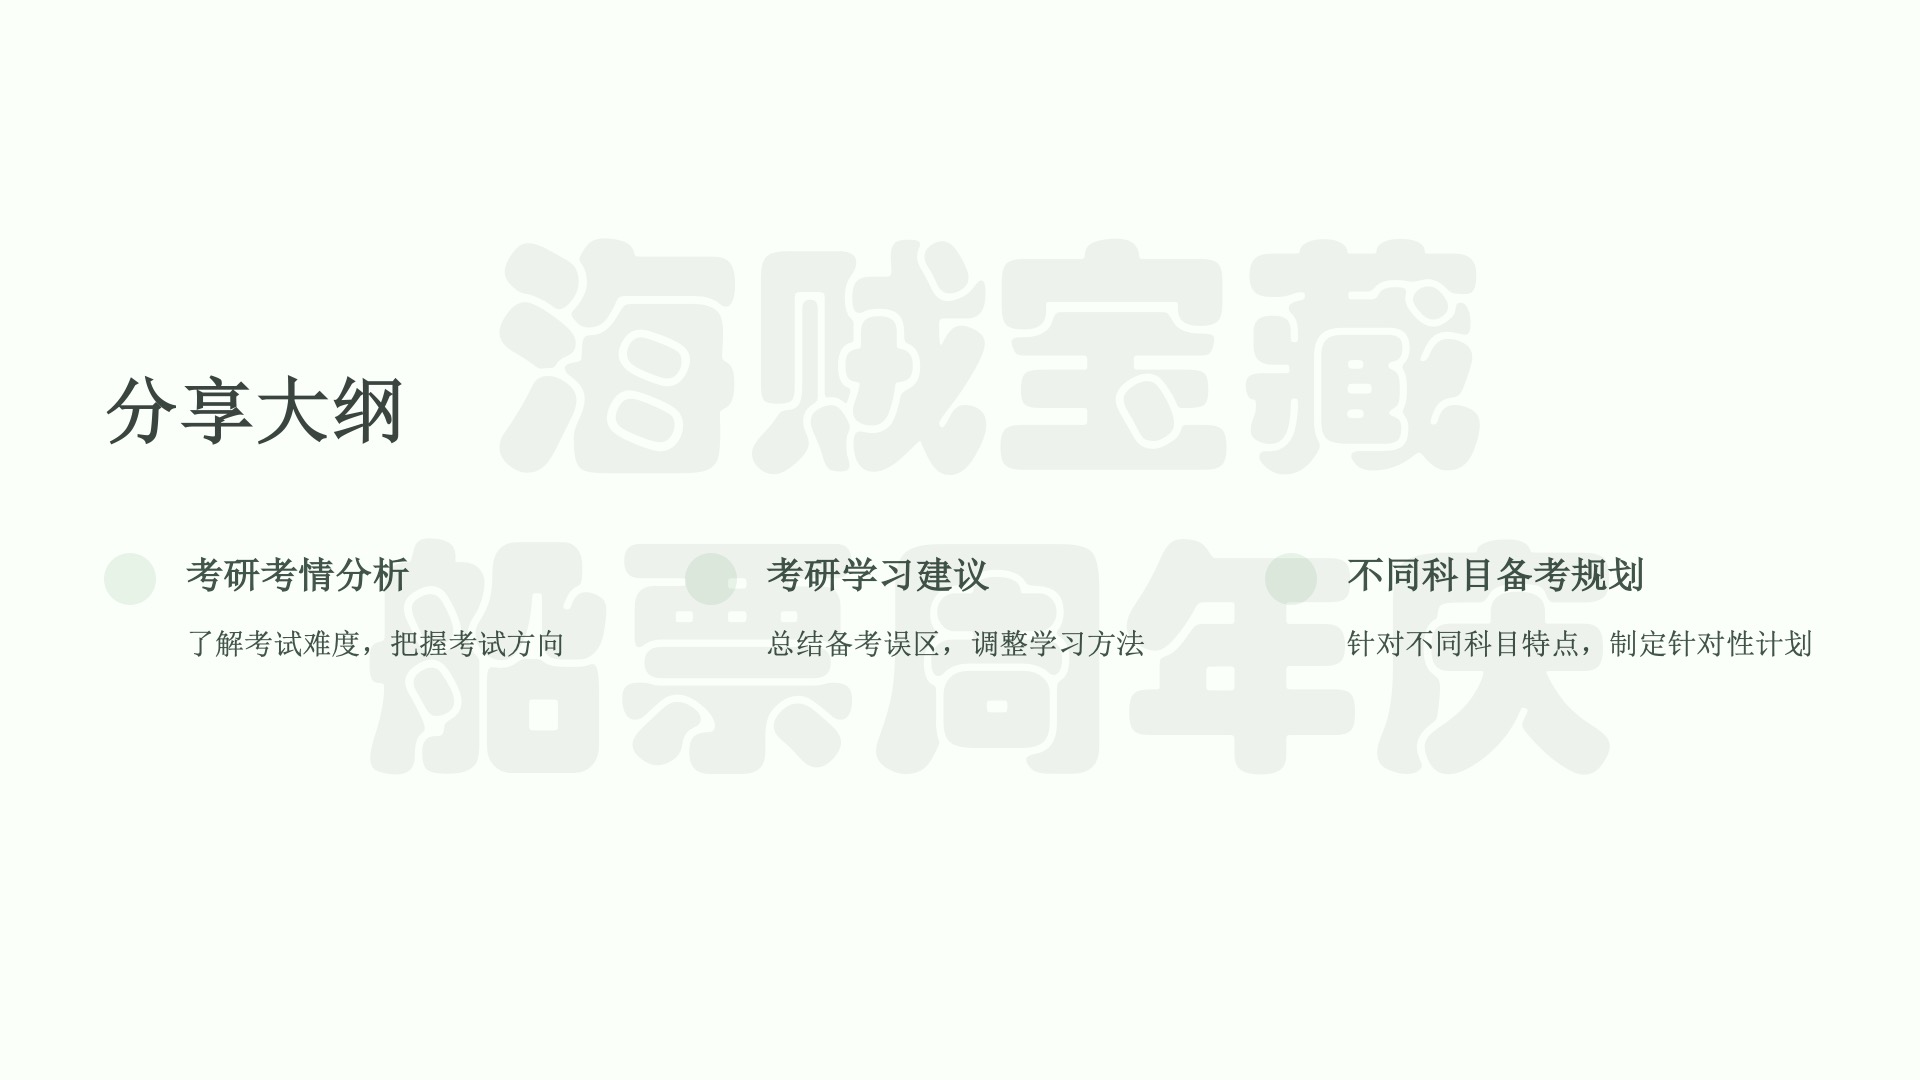 海贼宝藏
船票周年庆
分享大纲
考研考情分析
了解考试难度，把握考试方向
考研学习建议
总结备考误区，调整学习方法
不同科目备考规划
针对不同科目特点，制定针对性计划